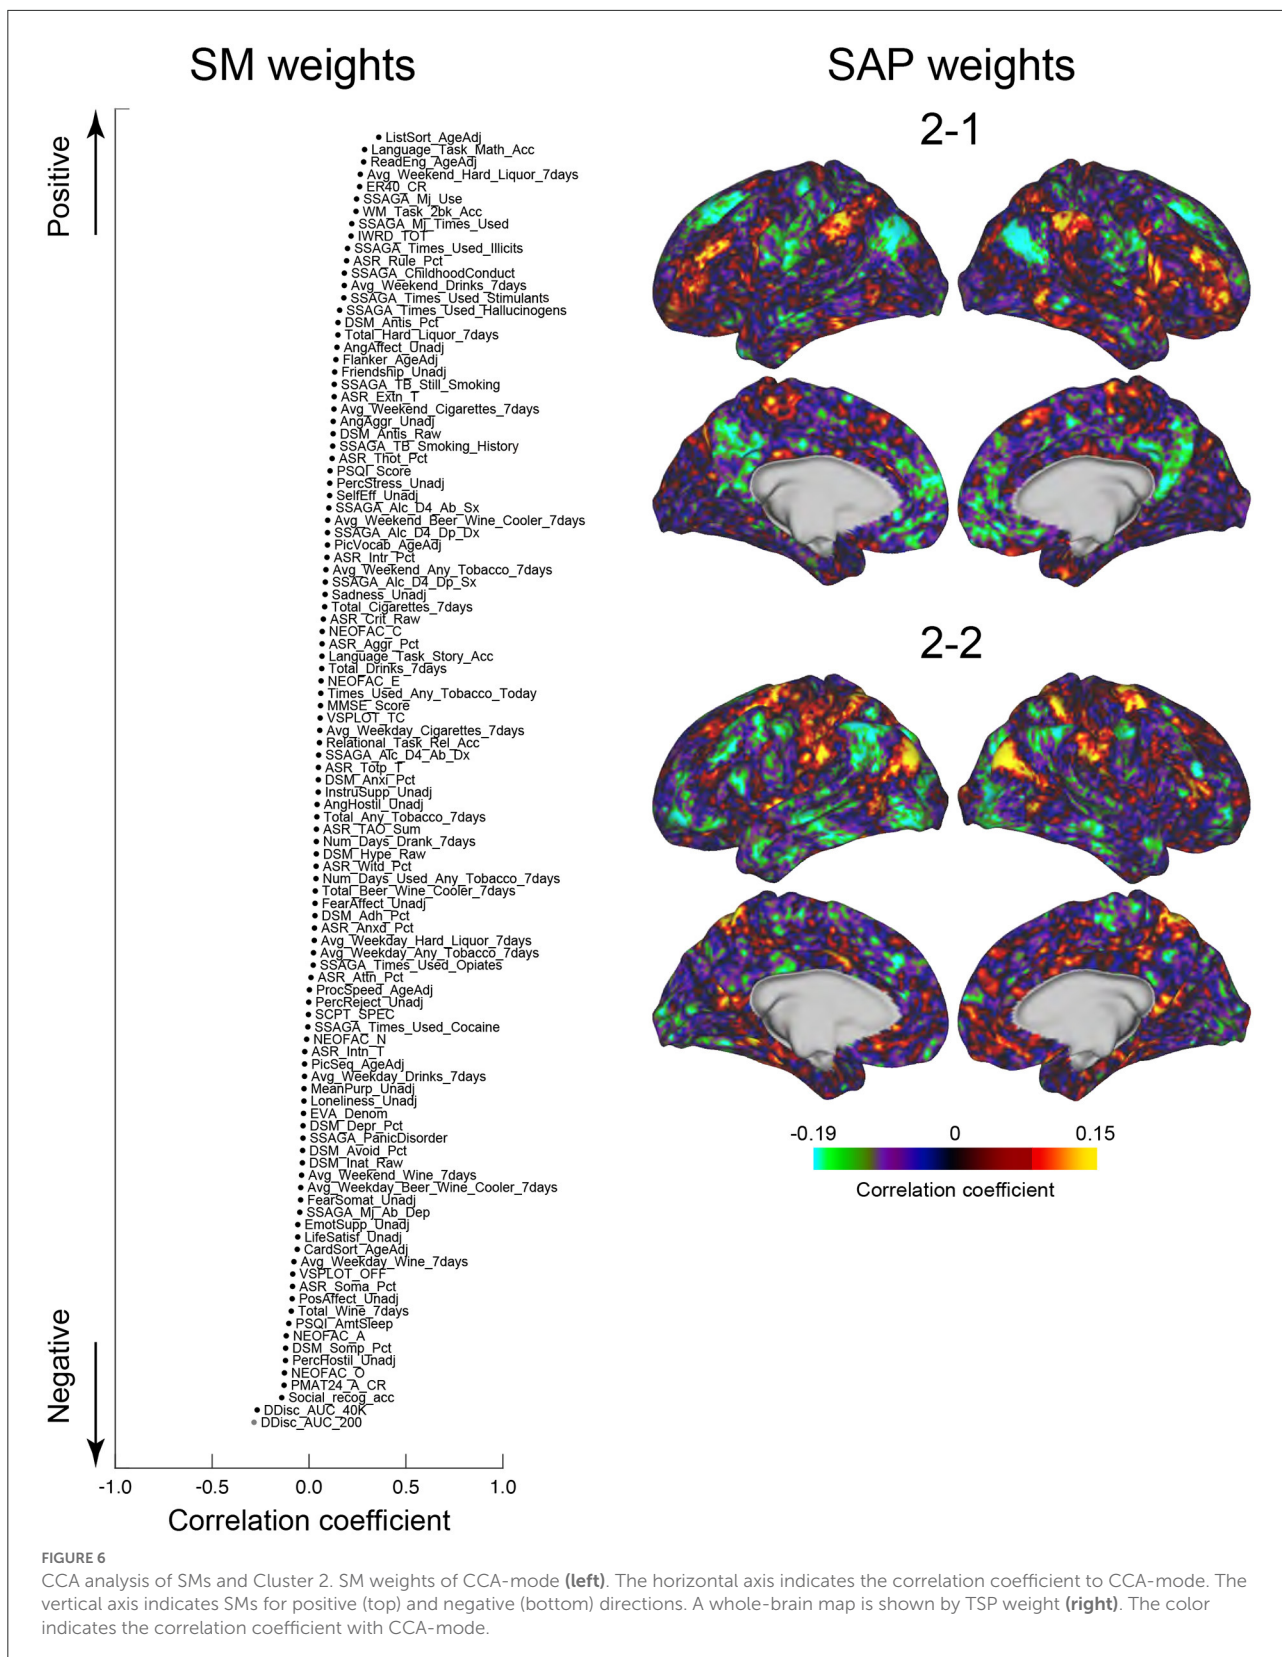 SM weights
Positive
ListSort_AgeAdj
Language_Task_Math_Acc
ReadEng_AgeAdj
Avg_Weekend_Hard_Liquor_7days
ER40_CR
SSAGA_Mj_Use
WM_Task_2bk_Acc
SSAGA_Mj_Times_Used
IWRD_TOT
SSAGA_Times_Used_Illicits
ASR_Rule_Pct
SSAGA_ChildhoodConduct
Avg_Weekend_Drinks_7days
SSAGA_Times_Used_Stimulants
SSAGA_Times_Used_Hallucinogens
DSM_Antis_Pct
Total_Hard_Liquor_7days
AngAffect_Unadj
Flanker_AgeAdj
Friendship_Unadj
SSAGA_TB_Still_Smoking
ASR_Extn_T
Avg_Weekend_Cigarettes_7days
AngAggr_Unadj
DSM_Antis_Raw
SSAGA_TB_Smoking_History
ASR_Thot_Pct
PSQI_Score
PercStress_Unadj
SelfEff_Unadj
SSAGA_Alc_D4_Ab_Sx
Avg_Weekend_Beer_Wine_Cooler_7days
SSAGA_Alc_D4_Dp_Dx
PicVocab_AgeAdj
ASR_Intr_Pct
Avg_Weekend_Any_Tobacco_7days
SSAGA_Alc_D4_Dp_Sx
Sadness_Unadj
Total_Cigarettes_7days
ASR_Crit_Raw
NEOFAC_C
ASR_Aggr_Pct
Language_Task_Story_Acc
Total_Drinks_7days
NEOFAC_E
Times_Used_Any_Tobacco_Today
MMSE_Score
VSPLOT_TC
Avg_Weekday_Cigarettes_7days
Relational_Task_Rel_Acc
SSAGA_Alc_D4_Ab_Dx
ASR_Totp_T
DSM_Anxi_Pct
InstruSupp_Unadj
AngHostil_Unadj
Total_Any_Tobacco_7days
ASR_TAO_Sum
Num_Days_Drank_7days
DSM_Hype_Raw
ASR_Witd_Pct
Num_Days_Used_Any_Tobacco_7days
Total_Beer_Wine_Cooler_7days
FearAffect_Unadj
DSM_Adh_Pct
ASR_Anxd_Pct
Avg_Weekday_Hard_Liquor_7days
Avg_Weekday_Any_Tobacco_7days
SSAGA_Times_Used_Opiates
ASR_Attn_Pct
ProcSpeed_AgeAdj
PercReject_Unadj
SCPT_SPEC
SSAGA_Times_Used_Cocaine
NEOFAC_N
ASR_Intn_T
PicSeq_AgeAdj
Avg_Weekday_Drinks_7days
MeanPurp_Unadj
Loneliness_Unadj
EVA_Denom
DSM_Depr_Pct
SSAGA_PanicDisorder
DSM_Avoid_Pct
DSM_Inat_Raw
Avg_Weekend_Wine_7days
Avg_Weekday_Beer_Wine_Cooler_7days
FearSomat_Unadj
SSAGA_Mj_Ab_Dep
EmotSupp_Unadj
LifeSatisf_Unadj
CardSort_AgeAdj
Avg_Weekday_Wine_7days
VSPLOT_OFF
ASR_Soma_Pct
PosAffect_Unadj
Total_Wine_7days
PSQI_AmtSleep
NEOFAC_A
DSM_Somp_Pct
PercHostil_Unadj
NEOFAC_O
PMAT24_A_CR
Social_recog_acc
DDisc_AUC_40K
DDisc_AUC_200
Negative
-1.0 -0.5 0.0 0.5 1.0
Correlation coefficient
SAP weights
2-1
2-2
-0.19 0 0.15
Correlation coefficient
FIGURE 6
CCA analysis of SMs and Cluster 2. SM weights of CCA-mode (left). The horizontal axis indicates the correlation coefficient to CCA-mode. The
vertical axis indicates SMs for positive (top) and negative (bottom) directions. A whole-brain map is shown by TSP weight (right). The color
indicates the correlation coefficient with CCA-mode.